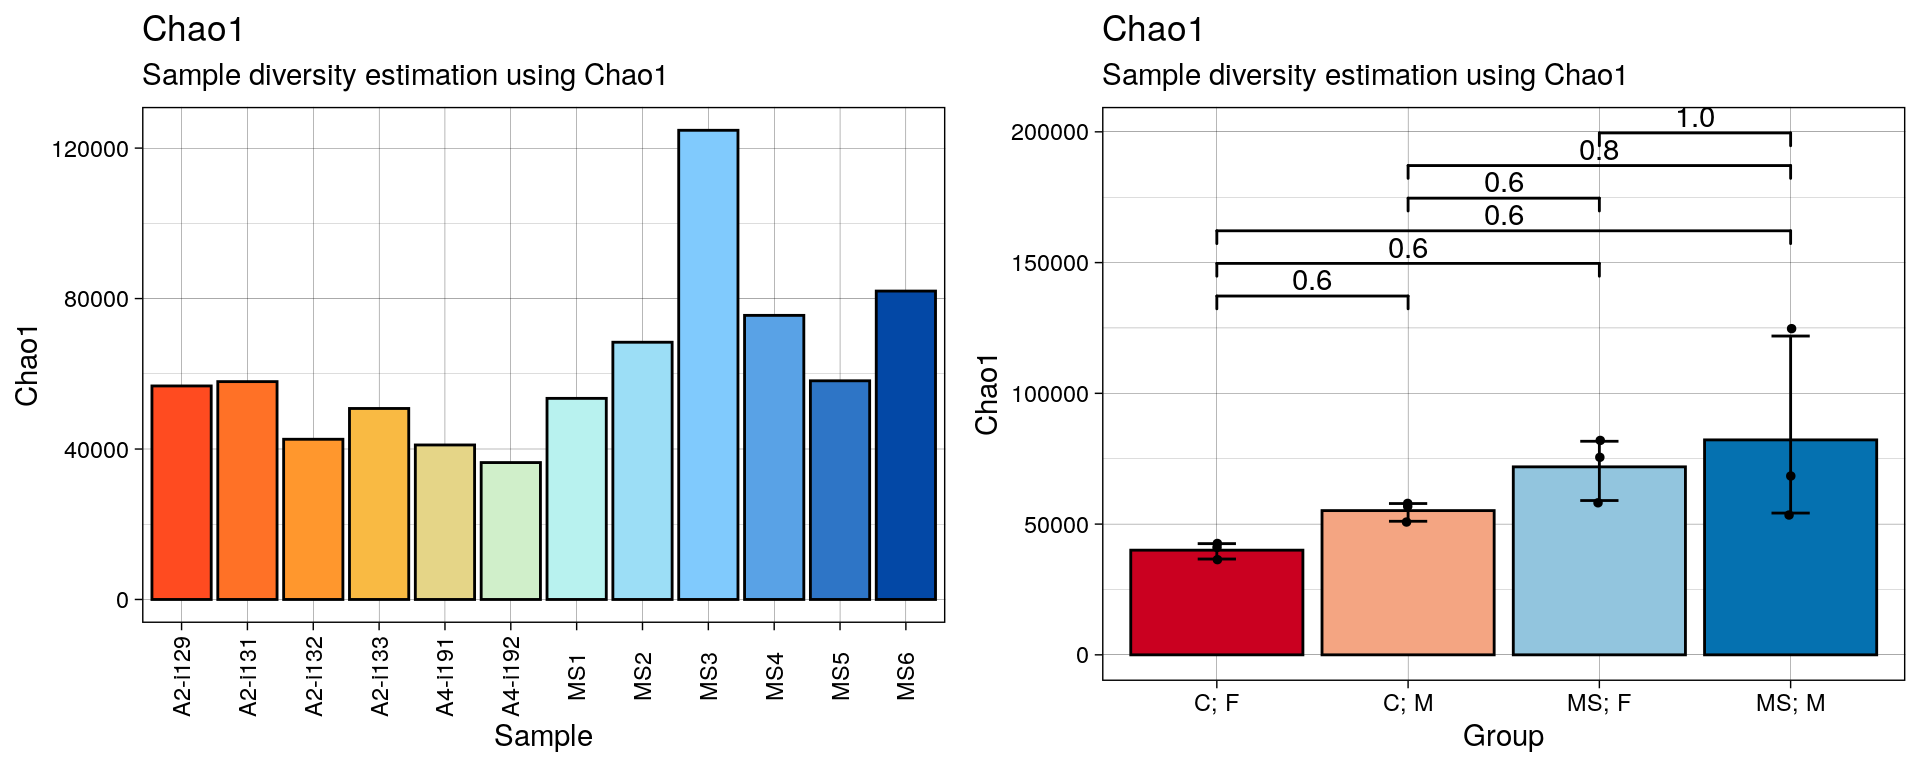 Chao1
Sample diversity estimation using Chao1
120000
80000
40000
0
Chao1
A2-i129
A2-i131
A2-i132
A2-i133
A4-i191
A4-i192
MS1
MS2
MS3
MS4
MS5
MS6
Sample
Chao1
Sample diversity estimation using Chao1
200000
150000
100000
50000
0
Chao1
1.0
0.8
0.6
0.6
0.6
0.6
C; F
C; M
MS; F
MS; M
Group